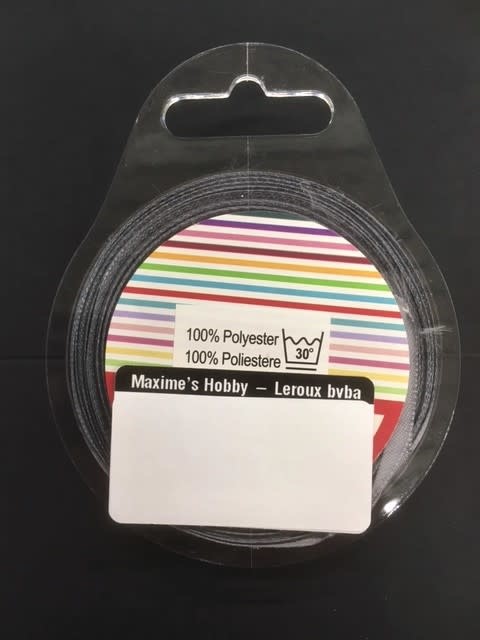 100% Polyester
100% Poliestere
30°
Maxime's Hobby – Leroux bvba